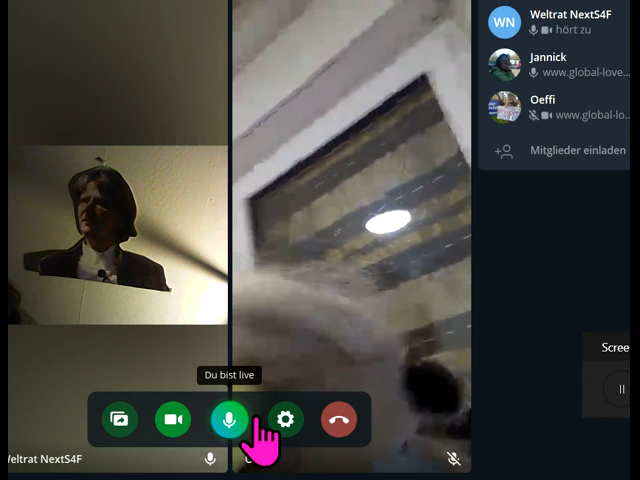 WN
Weltrat NextS4F
hört zu
Jannick
www.global-love...
Oeffi
www.global-lo...
Mitglieder einladen
Scree
Du bist live
Weltrat NextS4F